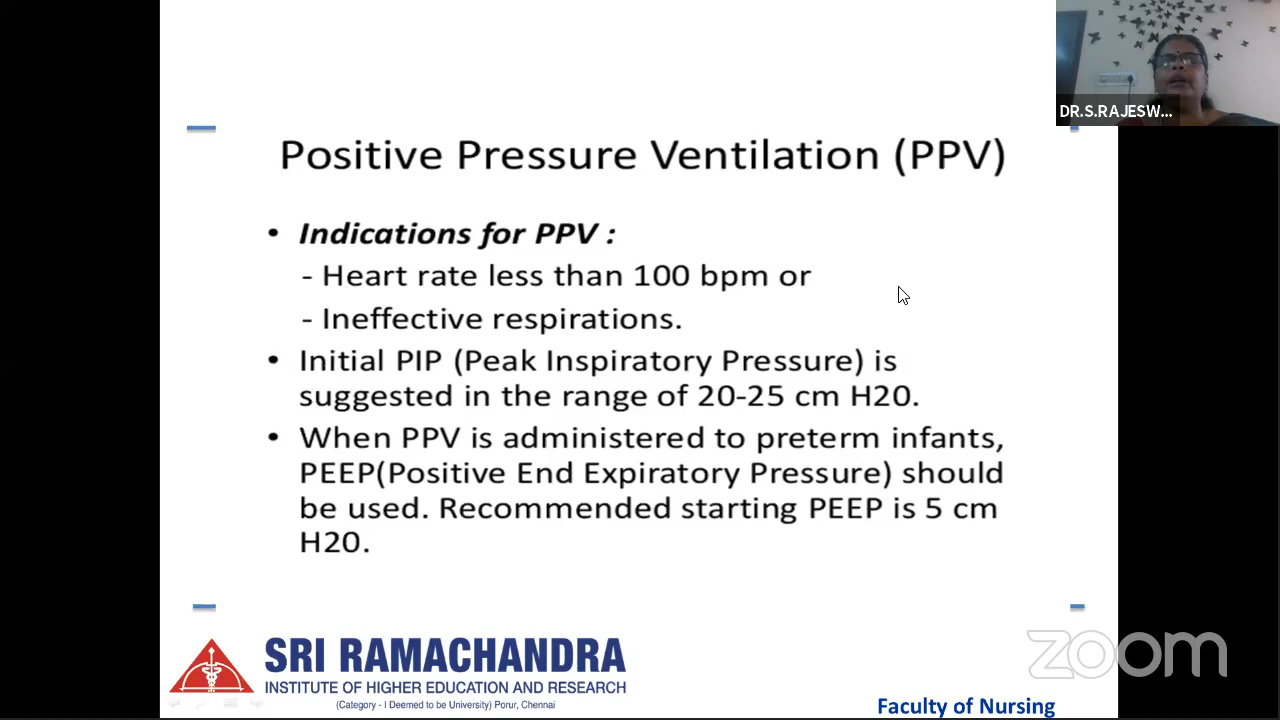 DR.S.RAJESW...
Positive Pressure Ventilation (PPV)
• Indications for PPV :
- Heart rate less than 100 bpm or
- Ineffective respirations.
• Initial PIP (Peak Inspiratory Pressure) is
suggested in the range of 20-25 cm H20.
• When PPV is administered to preterm infants,
PEEP(Positive End Expiratory Pressure) should
be used. Recommended starting PEEP is 5 cm
H20.
SRI RAMACHANDRA
INSTITUTE OF HIGHER EDUCATION AND RESEARCH
(Category - I Deemed to be University) Porur, Chennai
zoom
Faculty of Nursing